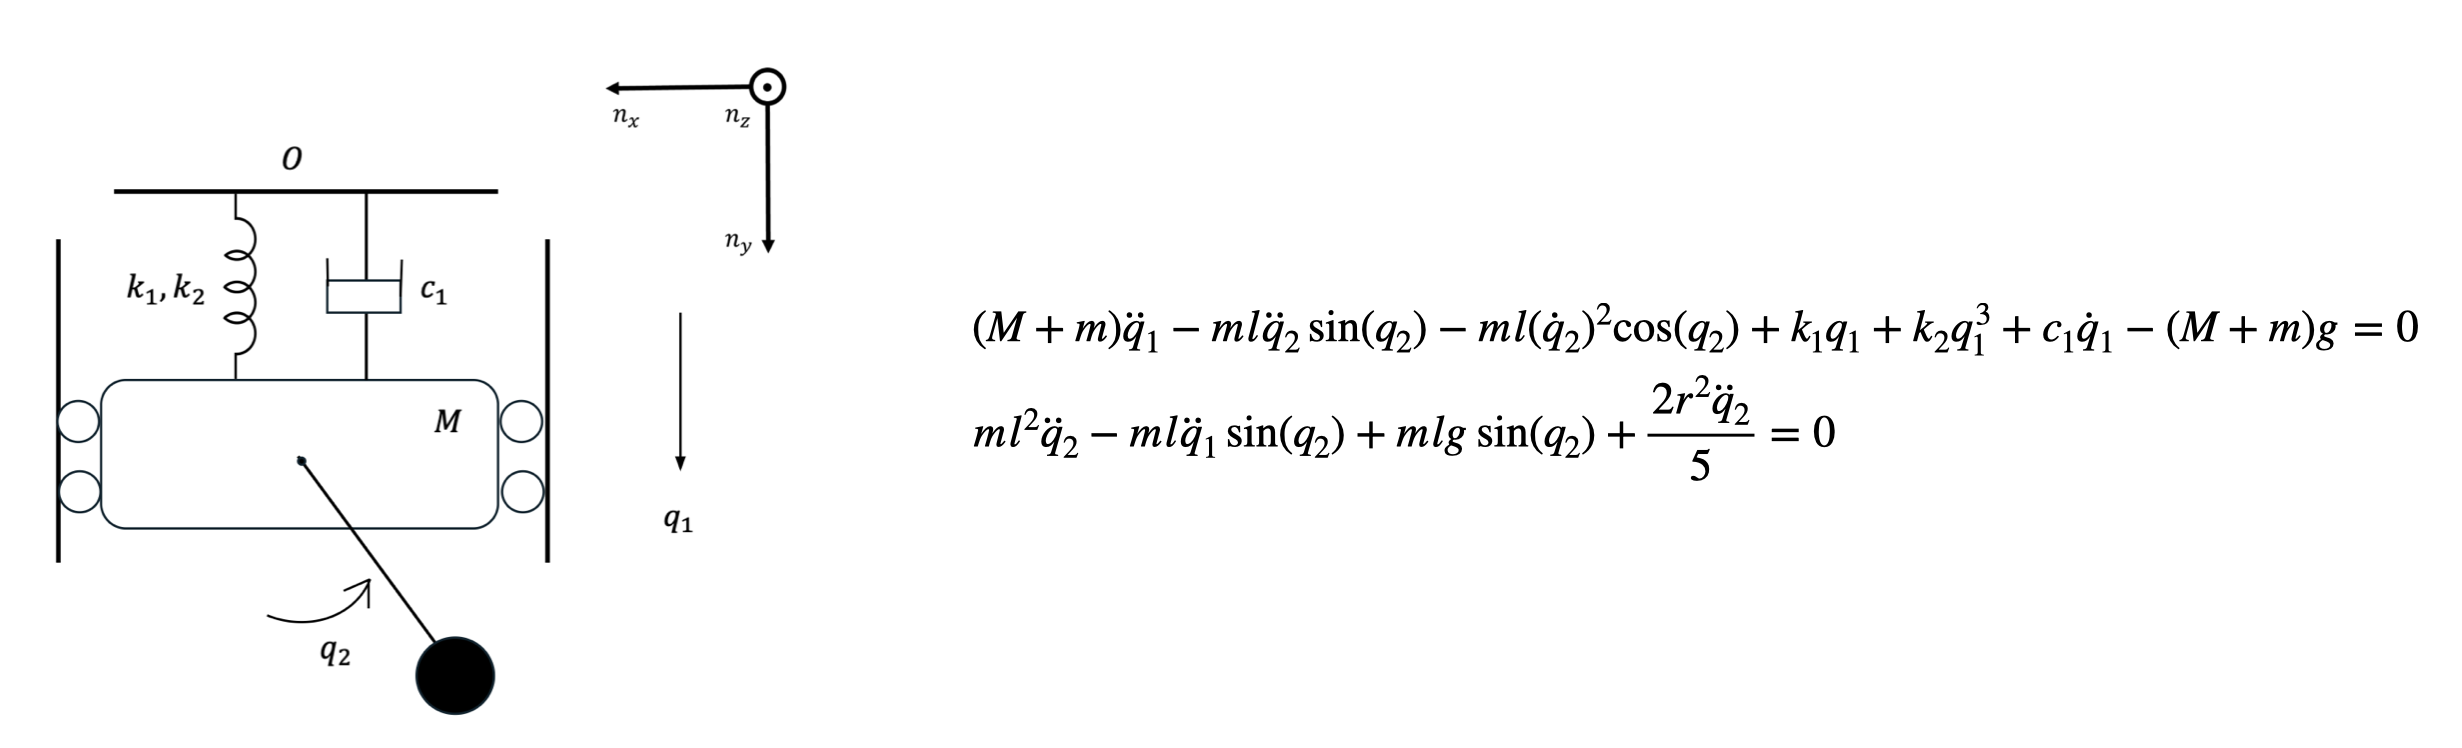 O
n_x
n_z
n_y
k_1, k_2
c_1
M
q_1
q_2
(M + m)q̈_1 − mlq̈_2 sin(q_2) − ml(q̇_2)^2cos(q_2) + k_1q_1 + k_2q_1^3 + c_1q̇_1 − (M + m)g = 0
ml^2q̈_2 − mlq̈_1 sin(q_2) + mlg sin(q_2) + \frac{2r^2q̈_2}{5} = 0